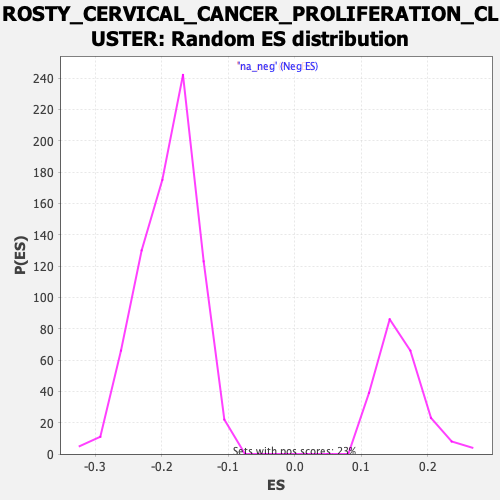 ROSTY_CERVICAL_CANCER_PROLIFERATION_CL
USTER: Random ES distribution
'na_neg' (Neg ES)
240
220
200
180
160
140
120
100
80
60
40
20
0
P(ES)
Sets with pos scores: 23%
-0.3 -0.2 -0.1 0.0 0.1 0.2
ES